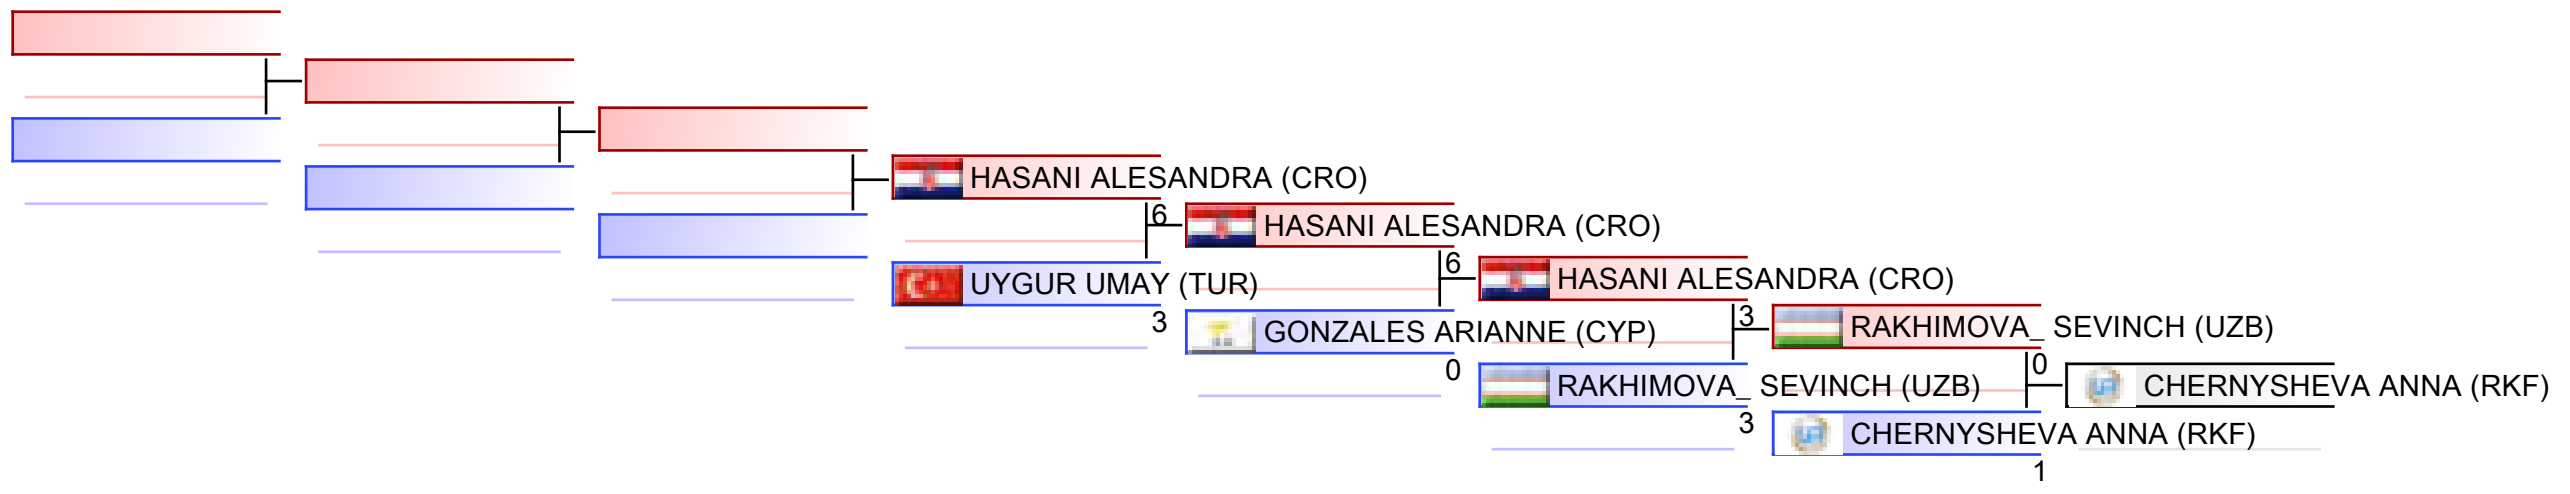 HASANI ALESANDRA (CRO)
6
HASANI ALESANDRA (CRO)
UYGUR UMAY (TUR)
3
6
HASANI ALESANDRA (CRO)
GONZALES ARIANNE (CYP)
0
3
RAKHIMOVA_ SEVINCH (UZB)
RAKHIMOVA_ SEVINCH (UZB)
3
0
CHERNYSHEVA ANNA (RKF)
CHERNYSHEVA ANNA (RKF)
1